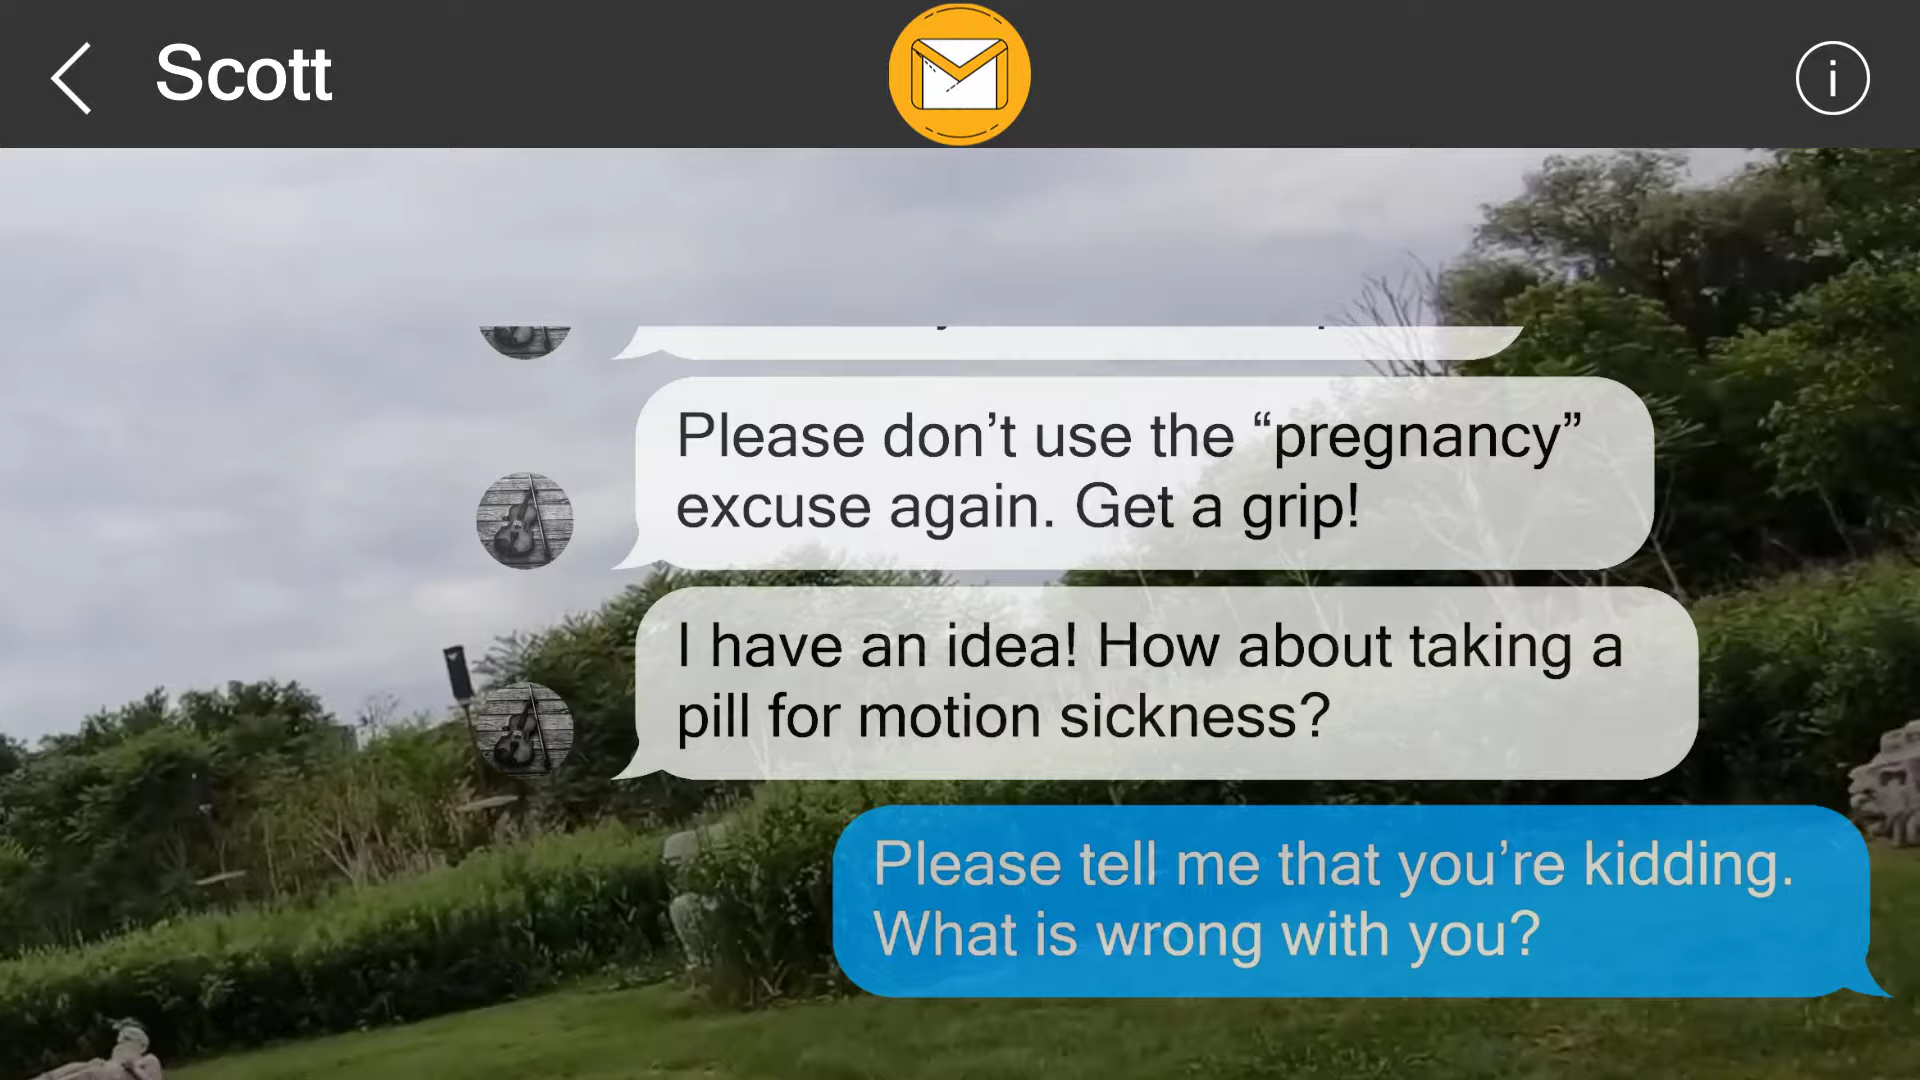 Scott
Please don’t use the “pregnancy”
excuse again. Get a grip!
I have an idea! How about taking a
pill for motion sickness?
Please tell me that you’re kidding.
What is wrong with you?